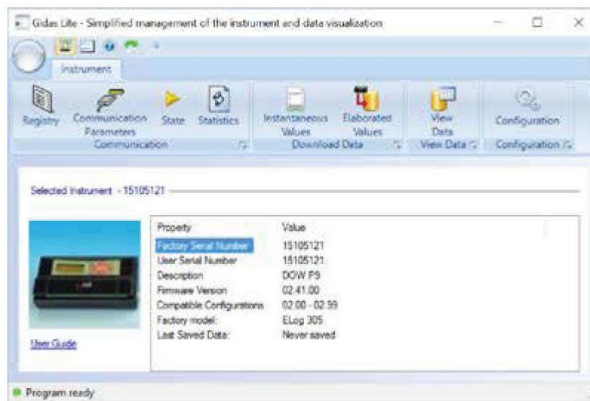 Gidas Lite - Simplified management of the instrument and data visualization
Instrument
Registry
Communication Parameters
State
Statistics
Instantaneous Values
Elaborated Values
View Data
Configuration
Communication
Download Data
View Data
Configuration
Selected Instrument - 15105121
Property Value
Factory Serial Number 15105121
User Serial Number 15105121
Description DOW P9
Firmware Version 02.41.00
Compatible Configurations 02.00 - 02.99
Factory model: ELog 305
Last Saved Data: Never saved
User Guide
Program ready